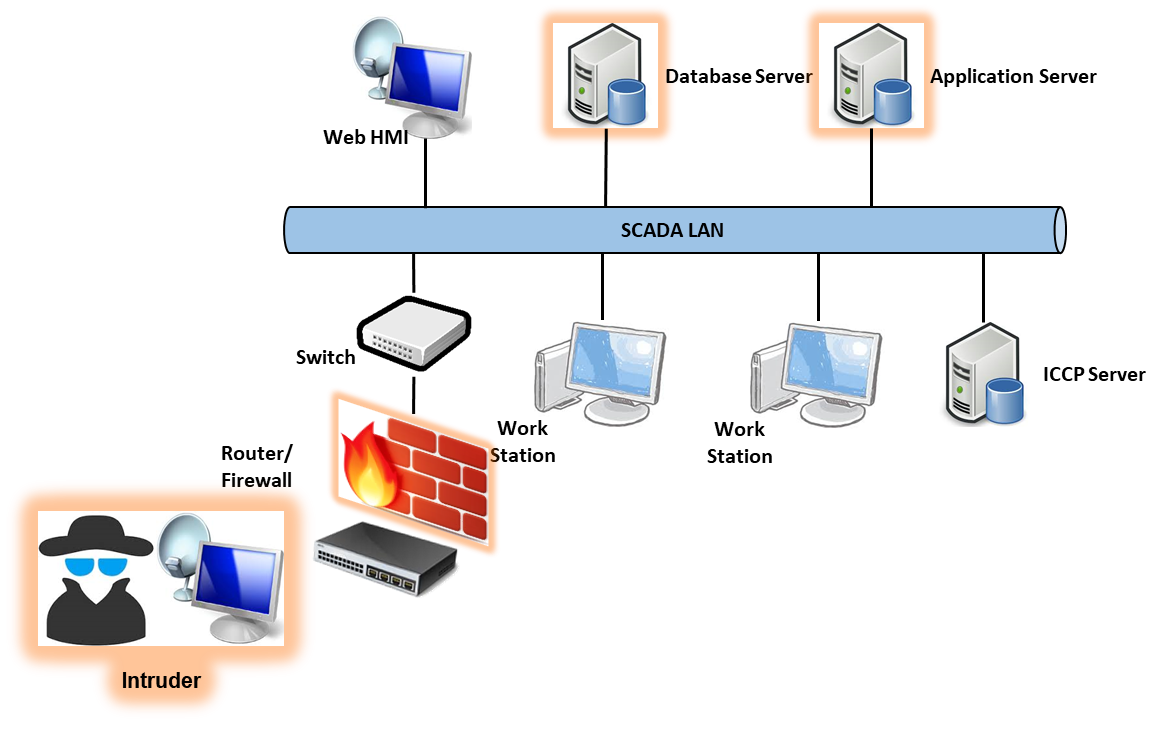 Database Server
Application Server
Web HMI
SCADA LAN
Switch
ICCP Server
Work
Station
Work
Station
Router/
Firewall
Intruder